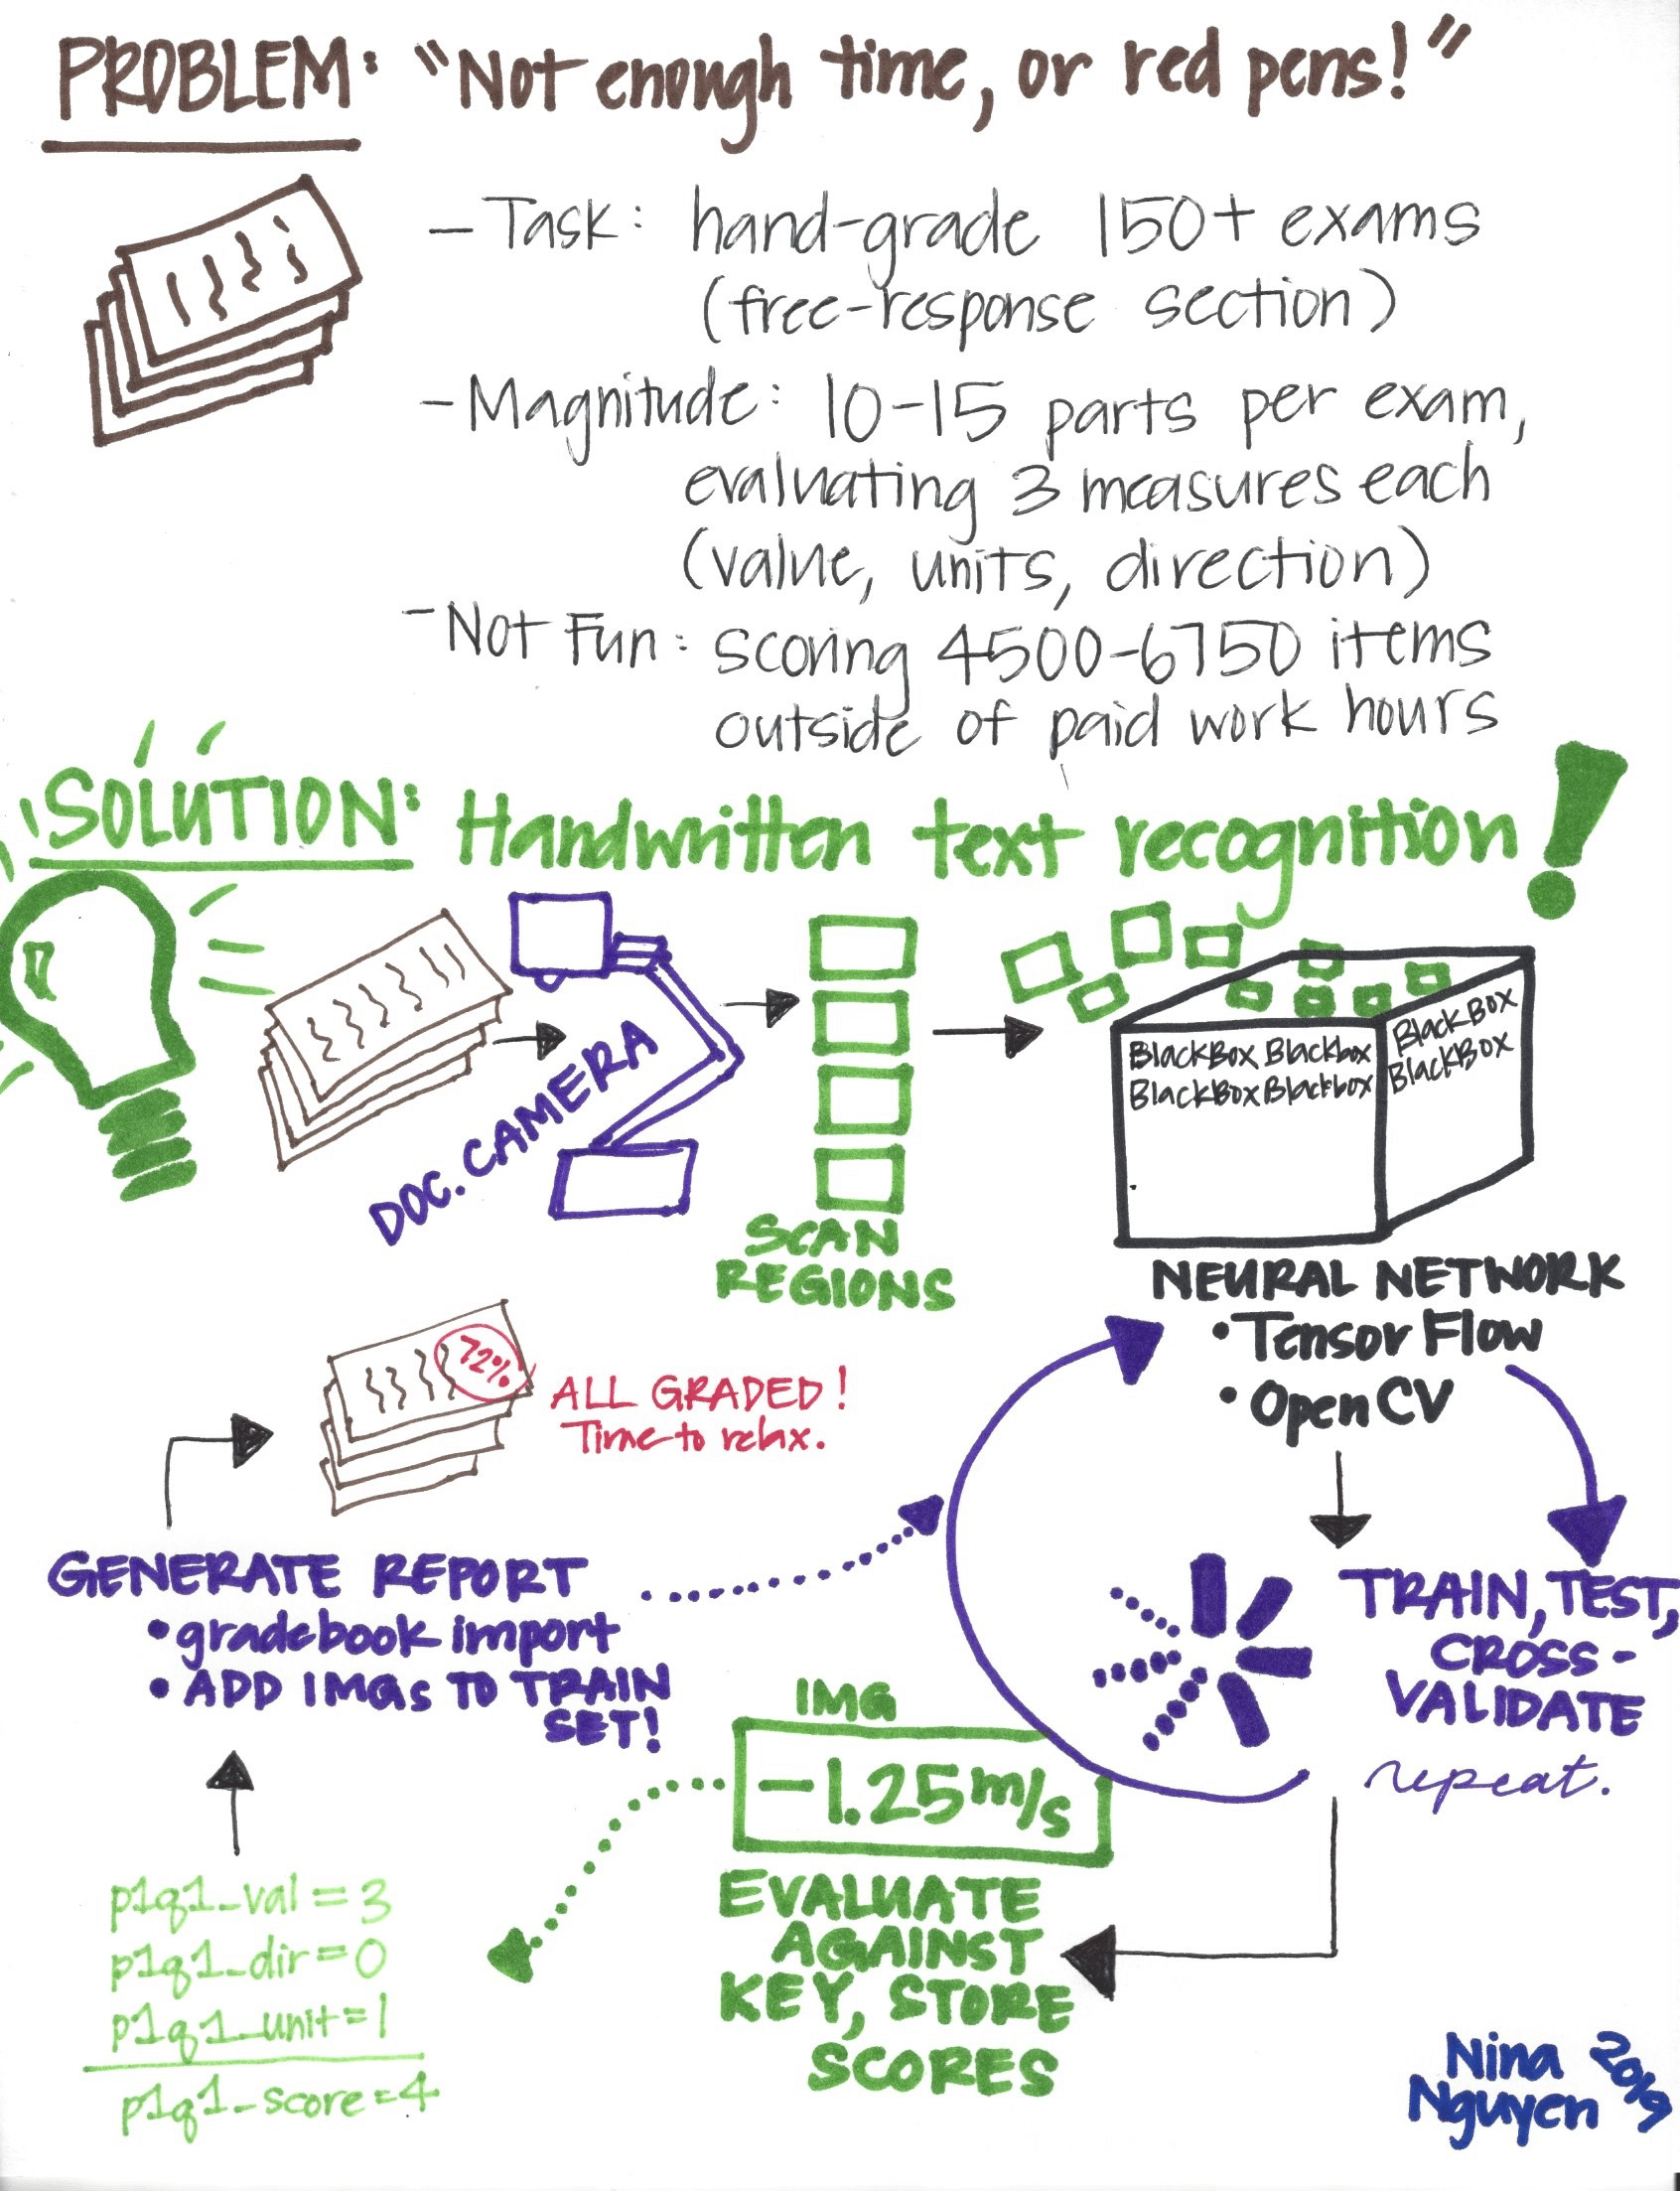 PROBLEM: "Not enough time, or red pens!"
- Task: hand-grade 150+ exams
(free-response section)
- Magnitude: 10-15 parts per exam,
evaluating 3 measures each
(value, units, direction)
- Not Fun: scoring 4500-6750 items
outside of paid work hours
SOLUTION: Handwritten text recognition!
DOC. CAMERA
SCAN
REGIONS
BlackBox Blackbox
BlackBox Blackbox
BlackBox
BlackBox
NEURAL NETWORK
• Tensor Flow
• OpenCV
TRAIN, TEST,
CROSS-
VALIDATE
repeat.
IMG
-1.25 m/s
EVALUATE
AGAINST
KEY, STORE
SCORES
p1q1_val = 3
p1q1_dir = 0
p1q1_unit = 1
p1q1_score = 4
GENERATE REPORT
• gradebook import
• ADD IMGs TO TRAIN
SET!
72%
ALL GRADED!
Time to relax.
Nina
Nguyen
2019